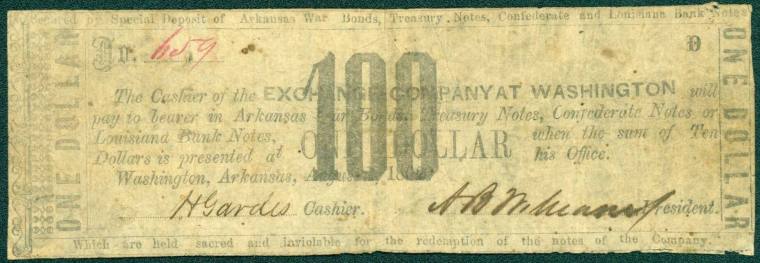 Secured by Special Deposit of Arkansas War Bonds, Treasury Notes, Confederate and Louisiana Bank Notes
ONE DOLLAR
No. 659
D
100
The Cashier of the EXCHANGE COMPANY AT WASHINGTON will
pay to bearer in Arkansas War Bonds, Treasury Notes, Confederate Notes or
Louisiana Bank Notes, ONE DOLLAR when the sum of Ten
Dollars is presented at his Office.
Washington, Arkansas, August
H Gardes Cashier. A B Williams President.
ONE DOLLAR
Which are held sacred and inviolable for the redemption of the notes of the Company.